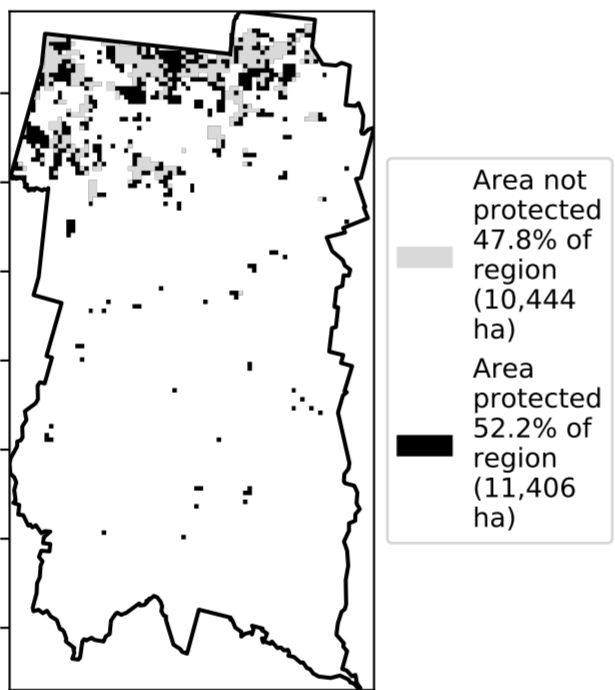 Area not
protected
47.8% of
region
(10,444
ha)
Area
protected
52.2% of
region
(11,406
ha)